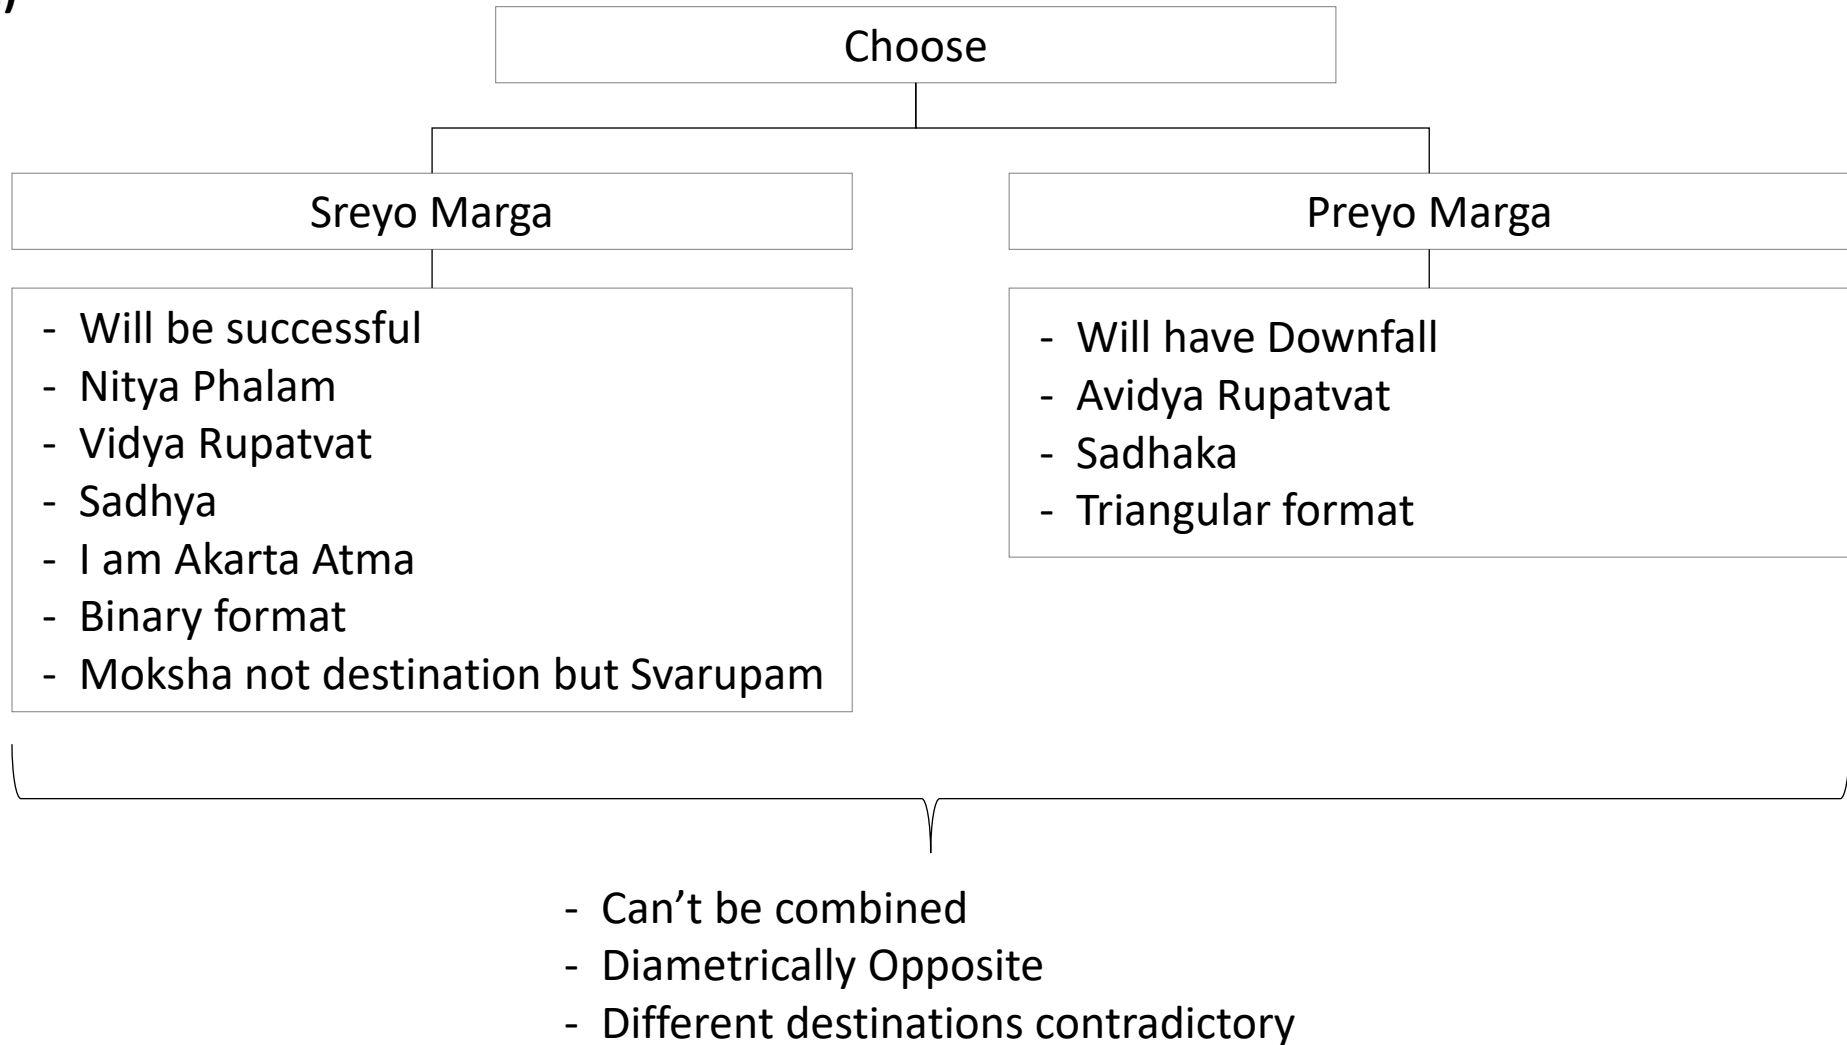 Choose
Sreyo Marga
Preyo Marga
- Will be successful
- Nitya Phalam
- Vidya Rupatvat
- Sadhya
- I am Akarta Atma
- Binary format
- Moksha not destination but Svarupam
- Will have Downfall
- Avidya Rupatvat
- Sadhaka
- Triangular format
- Can’t be combined
- Diametrically Opposite
- Different destinations contradictory